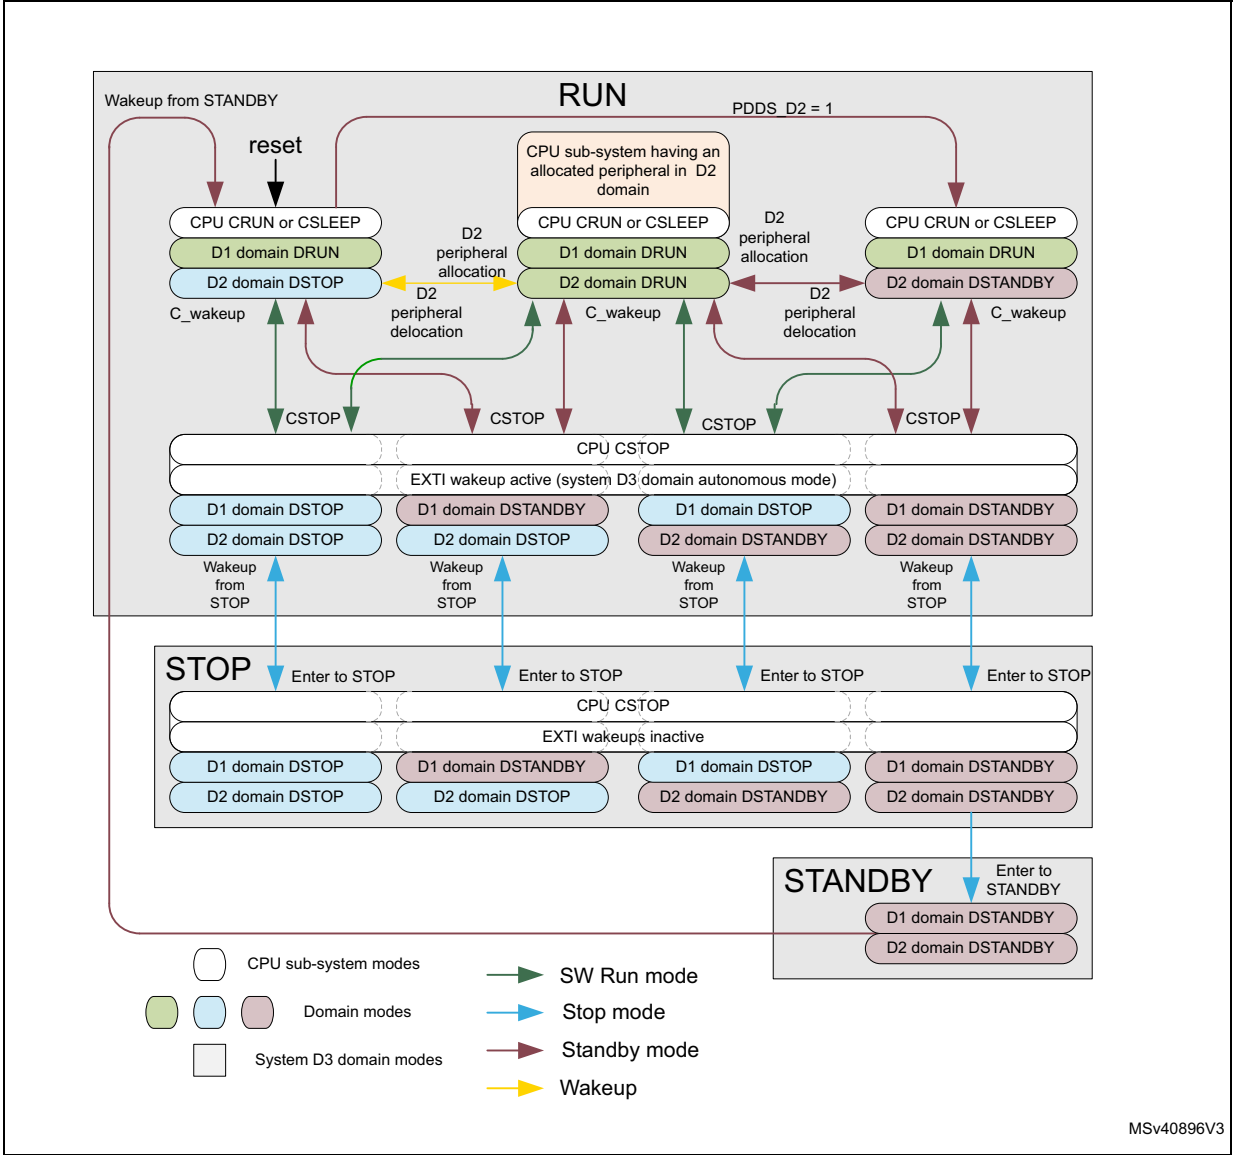 RUN
Wakeup from STANDBY
PDDS_D2 = 1
reset
CPU sub-system having an
allocated peripheral in D2
domain
CPU CRUN or CSLEEP
D1 domain DRUN
D2 domain DSTOP
C_wakeup
D2
peripheral
allocation
D2
peripheral
delocation
CPU CRUN or CSLEEP
D1 domain DRUN
D2 domain DRUN
C_wakeup
D2
peripheral
allocation
D2
peripheral
delocation
CPU CRUN or CSLEEP
D1 domain DRUN
D2 domain DSTANDBY
C_wakeup
CSTOP
CSTOP
CSTOP
CSTOP
CPU CSTOP
EXTI wakeup active (system D3 domain autonomous mode)
D1 domain DSTOP
D2 domain DSTOP
D1 domain DSTANDBY
D2 domain DSTOP
D1 domain DSTOP
D2 domain DSTANDBY
D1 domain DSTANDBY
D2 domain DSTANDBY
Wakeup
from
STOP
Wakeup
from
STOP
Wakeup
from
STOP
Wakeup
from
STOP
STOP
Enter to STOP
Enter to STOP
Enter to STOP
Enter to STOP
CPU CSTOP
EXTI wakeups inactive
D1 domain DSTOP
D2 domain DSTOP
D1 domain DSTANDBY
D2 domain DSTOP
D1 domain DSTOP
D2 domain DSTANDBY
D1 domain DSTANDBY
D2 domain DSTANDBY
STANDBY
Enter to
STANDBY
D1 domain DSTANDBY
D2 domain DSTANDBY
CPU sub-system modes
Domain modes
System D3 domain modes
SW Run mode
Stop mode
Standby mode
Wakeup
MSv40896V3